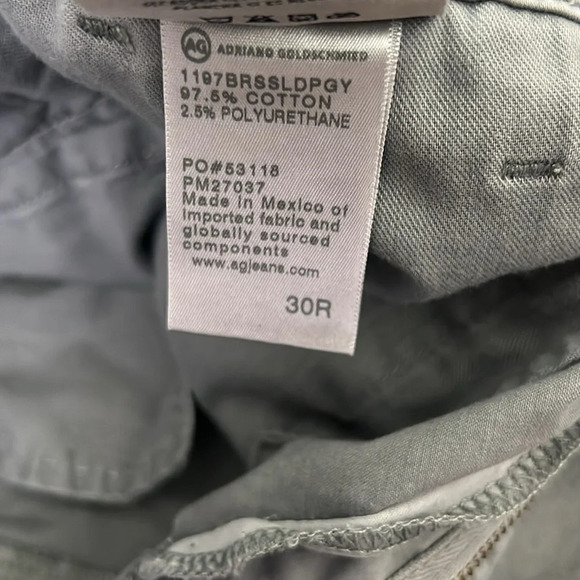 AG ADRIANO GOLDSCHMIED
1197BRSSLDPGY
97.5% COTTON
2.5% POLYURETHANE
PO#53118
PM27037
Made in Mexico of
imported fabric and
globally sourced
components
www.agjeans.com
30R